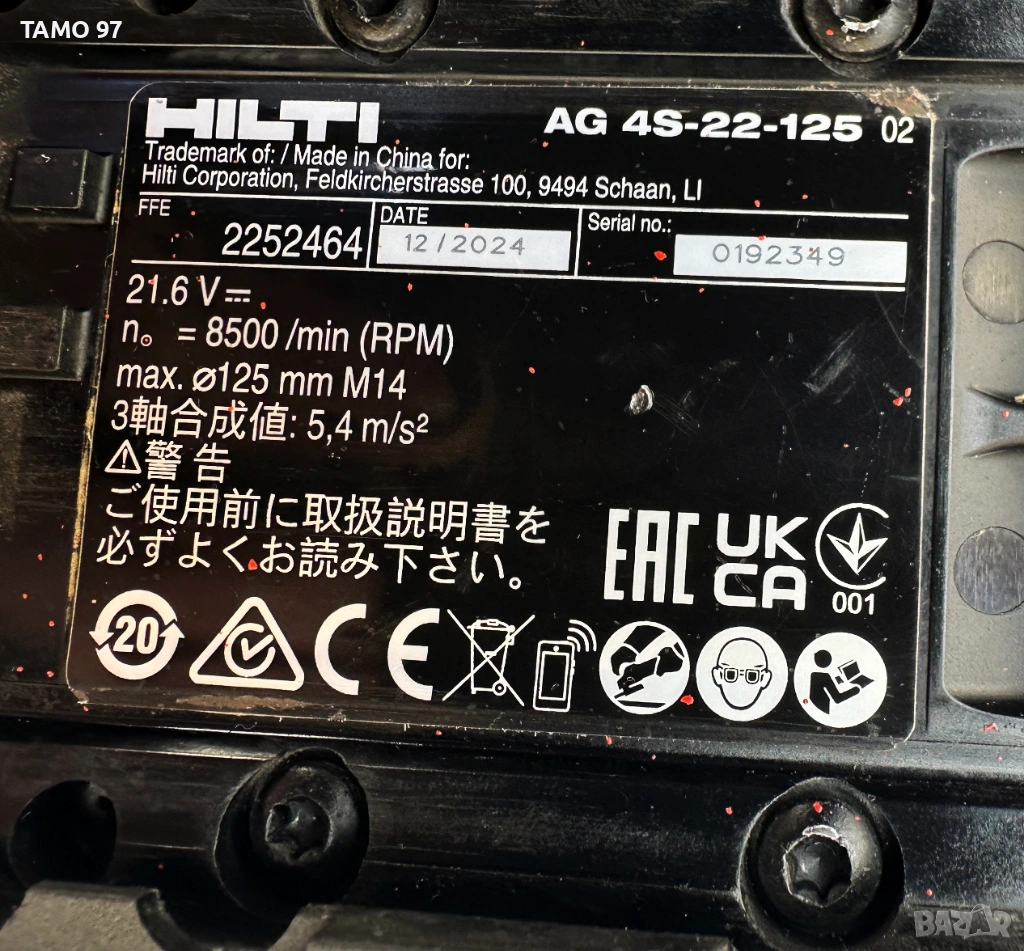 TAMO 97
HILTI
AG 4S-22-125 02
Trademark of: / Made in China for:
Hilti Corporation, Feldkircherstrasse 100, 9494 Schaan, LI
FFE
2252464
DATE
12 / 2024
Serial no.:
0192349
21.6 V⎓
n₀ = 8500 /min (RPM)
max. ø125 mm M14
3軸合成値: 5,4 m/s²
⚠警告
ご使用前に取扱説明書を
必ずよくお読み下さい。
EAC
UK
CA
001
20
CE
BAZAR